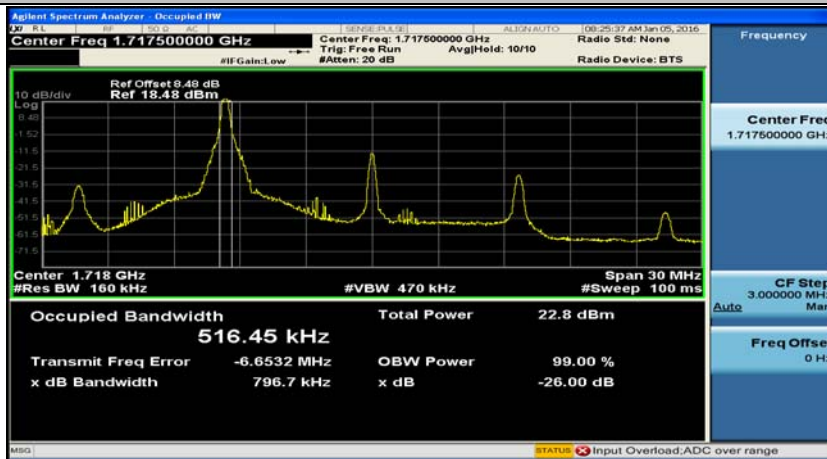 Agilent Spectrum Analyzer - Occupied BW
RL RF 50 Ω AC SENSE:PULSE ALIGN AUTO 08:25:37 AM Jan 05, 2016
Center Freq 1.717500000 GHz
Center Freq: 1.717500000 GHz
Radio Std: None
Trig: Free Run Avg|Hold: 10/10
#IFGain:Low #Atten: 20 dB Radio Device: BTS
Ref Offset 8.48 dB
10 dB/div Ref 18.48 dBm
Log
8.48
-1.52
-11.5
-21.5
-31.5
-41.5
-51.5
-61.5
-71.5
Center 1.718 GHz Span 30 MHz
#Res BW 160 kHz #VBW 470 kHz #Sweep 100 ms
Occupied Bandwidth Total Power 22.8 dBm
516.45 kHz
Transmit Freq Error -6.6532 MHz OBW Power 99.00 %
x dB Bandwidth 796.7 kHz x dB -26.00 dB
Frequency
Center Freq
1.717500000 GHz
CF Step
3.000000 MHz
Auto Man
Freq Offset
0 Hz
MSG STATUS Input Overload;ADC over range